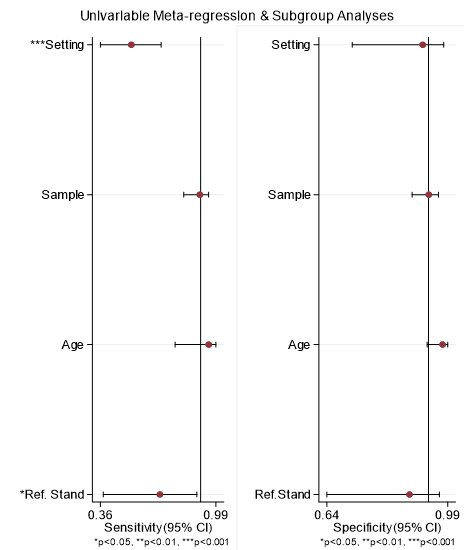 Univariable Meta-regression & Subgroup Analyses
***Setting
Sample
Age
*Ref. Stand
0.36 0.99
Sensitivity(95% CI)
*p<0.05, **p<0.01, ***p<0.001
Setting
Sample
Age
Ref.Stand
0.64 0.99
Specificity(95% CI)
*p<0.05, **p<0.01, ***p<0.001